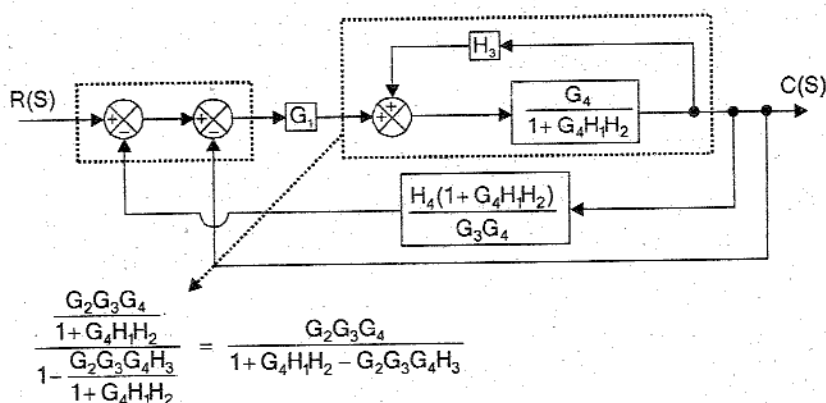 H₃
R(S)
C(S)
+
+
+
+
−
−
G₁
G₄
1 + G₄H₁H₂
H₄(1 + G₄H₁H₂)
G₃G₄
G₂G₃G₄
1 + G₄H₁H₂
1 − G₂G₃G₄H₃
1 + G₄H₁H₂
= G₂G₃G₄
1 + G₄H₁H₂ − G₂G₃G₄H₃